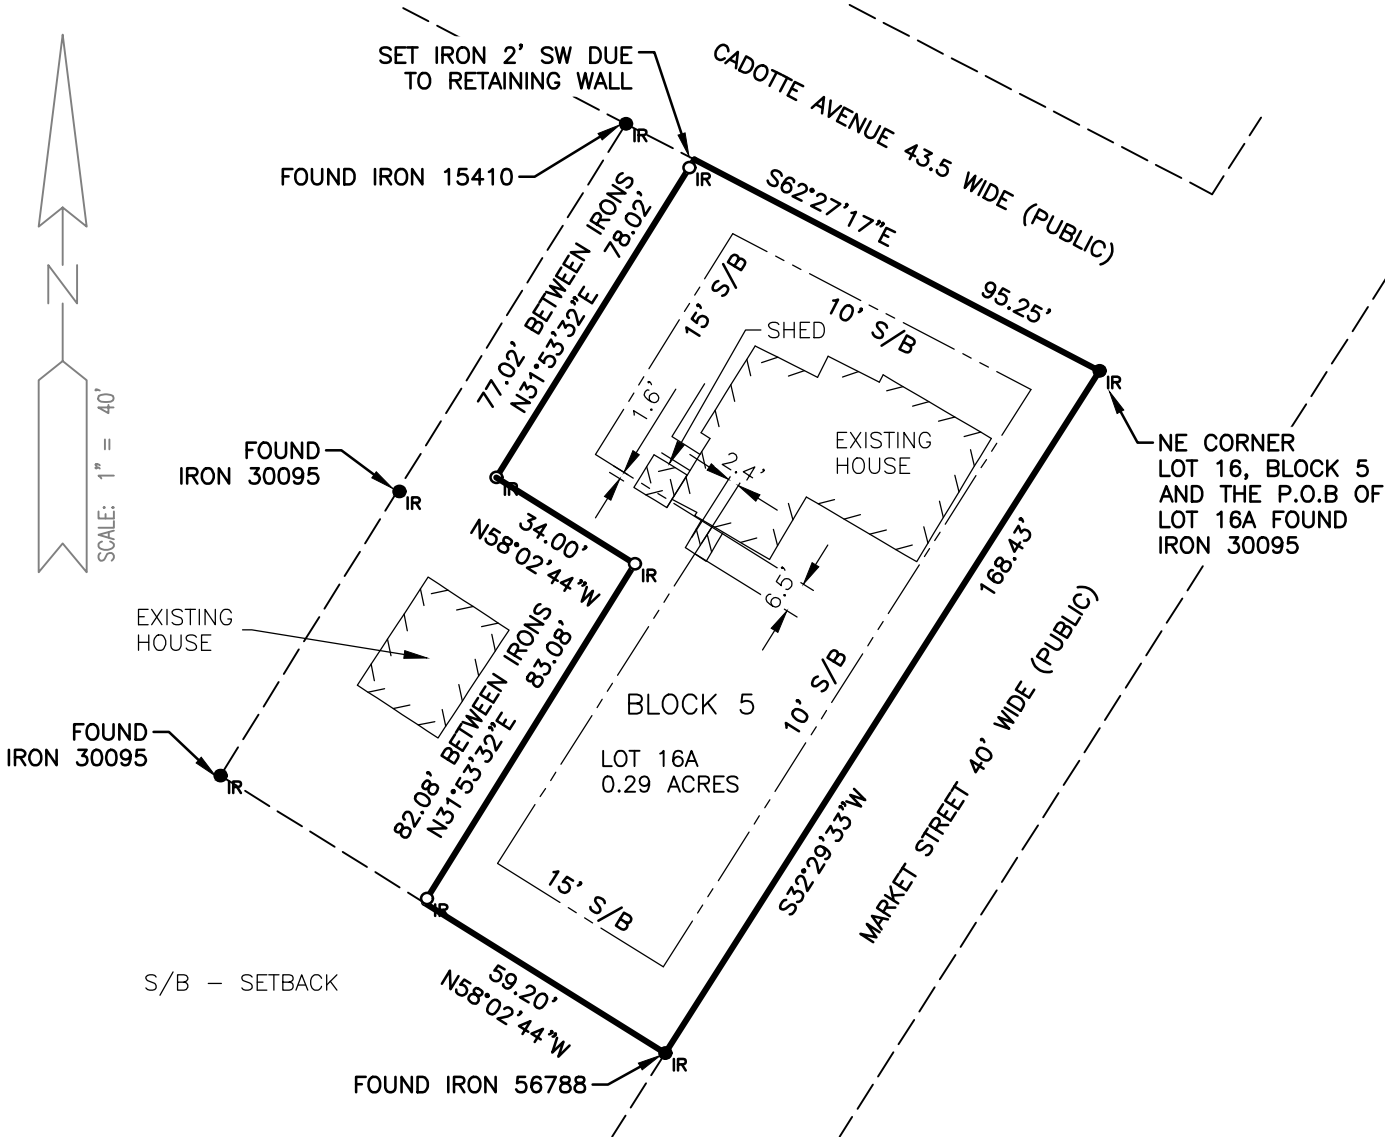 SET IRON 2' SW DUE
TO RETAINING WALL
CADOTTE AVENUE 43.5 WIDE (PUBLIC)
IR
FOUND IRON 15410
IR
S62°27'17"E
95.25'
77.02' BETWEEN IRONS
78.02'
N31°53'32"E
15' S/B
10' S/B
SHED
N
SCALE: 1" = 40'
IR
1.6'
2.4'
EXISTING
HOUSE
NE CORNER
LOT 16, BLOCK 5
AND THE P.O.B OF
LOT 16A FOUND
IRON 30095
FOUND
IRON 30095
IR
IR
34.00'
N58°02'44"W
IR
6.5'
168.43'
EXISTING
HOUSE
82.08' BETWEEN IRONS
83.08'
N31°53'32"E
10' S/B
BLOCK 5
LOT 16A
0.29 ACRES
MARKET STREET 40' WIDE (PUBLIC)
FOUND
IRON 30095
IR
S32°29'33"W
15' S/B
IR
S/B - SETBACK
59.20'
N58°02'44"W
IR
FOUND IRON 56788